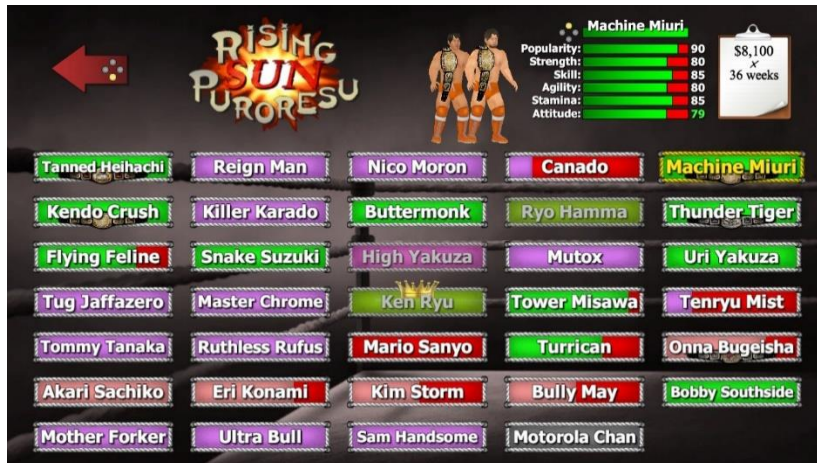 RISING
SUN
PURORESU
Machine Miuri
Popularity: 90
Strength: 80
Skill: 85
Agility: 80
Stamina: 85
Attitude: 79
$8,100
x
36 weeks
Tanned Heihachi Reign Man Nico Moron Canado Machine Miuri
Kendo Crush Killer Karado Buttermonk Ryo Hamma Thunder Tiger
Flying Feline Snake Suzuki High Yakuza Mutox Uri Yakuza
Tug Jaffazero Master Chrome Ken Ryu Tower Misawa Tenryu Mist
Tommy Tanaka Ruthless Rufus Mario Sanyo Turrican Onna Bugeisha
Akari Sachiko Eri Konami Kim Storm Bully May Bobby Southside
Mother Forker Ultra Bull Sam Handsome Motorola Chan